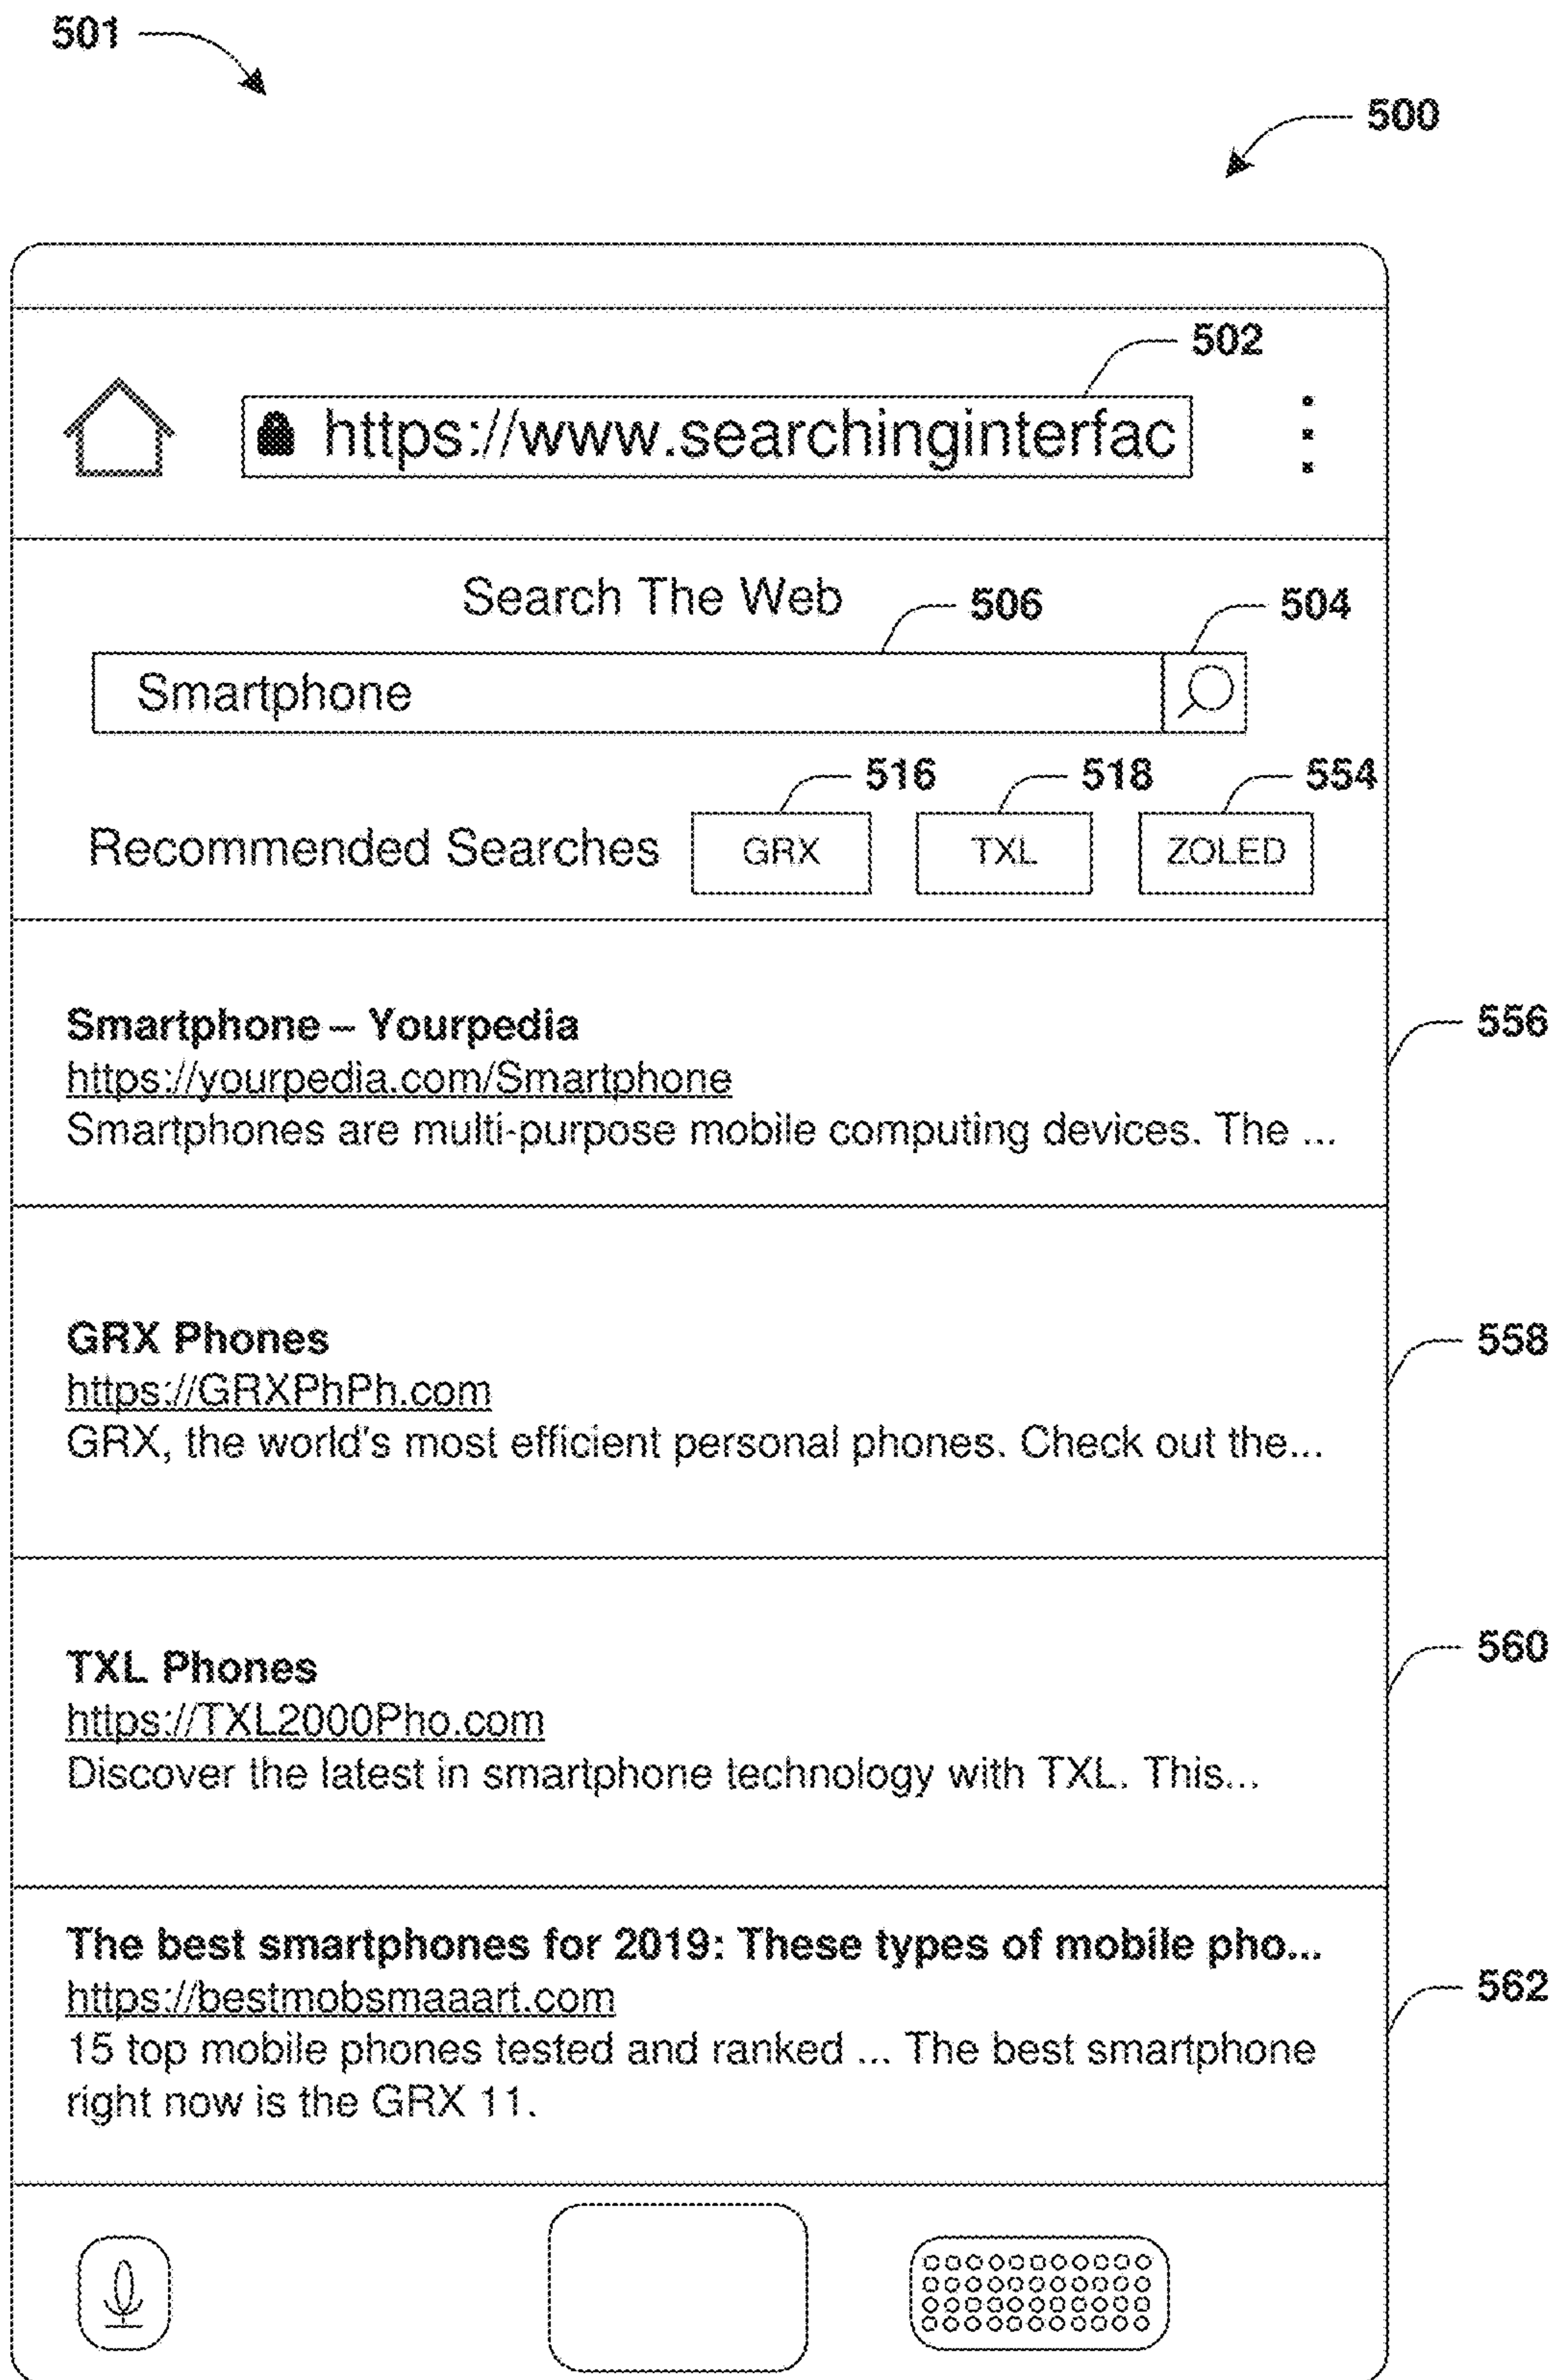 501
500
502
https://www.searchinginterfac
Search The Web 506 504
Smartphone
516 518 554
Recommended Searches GRX TXL ZOLED
Smartphone – Yourpedia 556
https://yourpedia.com/Smartphone
Smartphones are multi-purpose mobile computing devices. The ...
GRX Phones 558
https://GRXPhPh.com
GRX, the world's most efficient personal phones. Check out the...
TXL Phones 560
https://TXL2000Pho.com
Discover the latest in smartphone technology with TXL. This...
The best smartphones for 2019: These types of mobile pho...
https://bestmobsmaaart.com 562
15 top mobile phones tested and ranked ... The best smartphone
right now is the GRX 11.